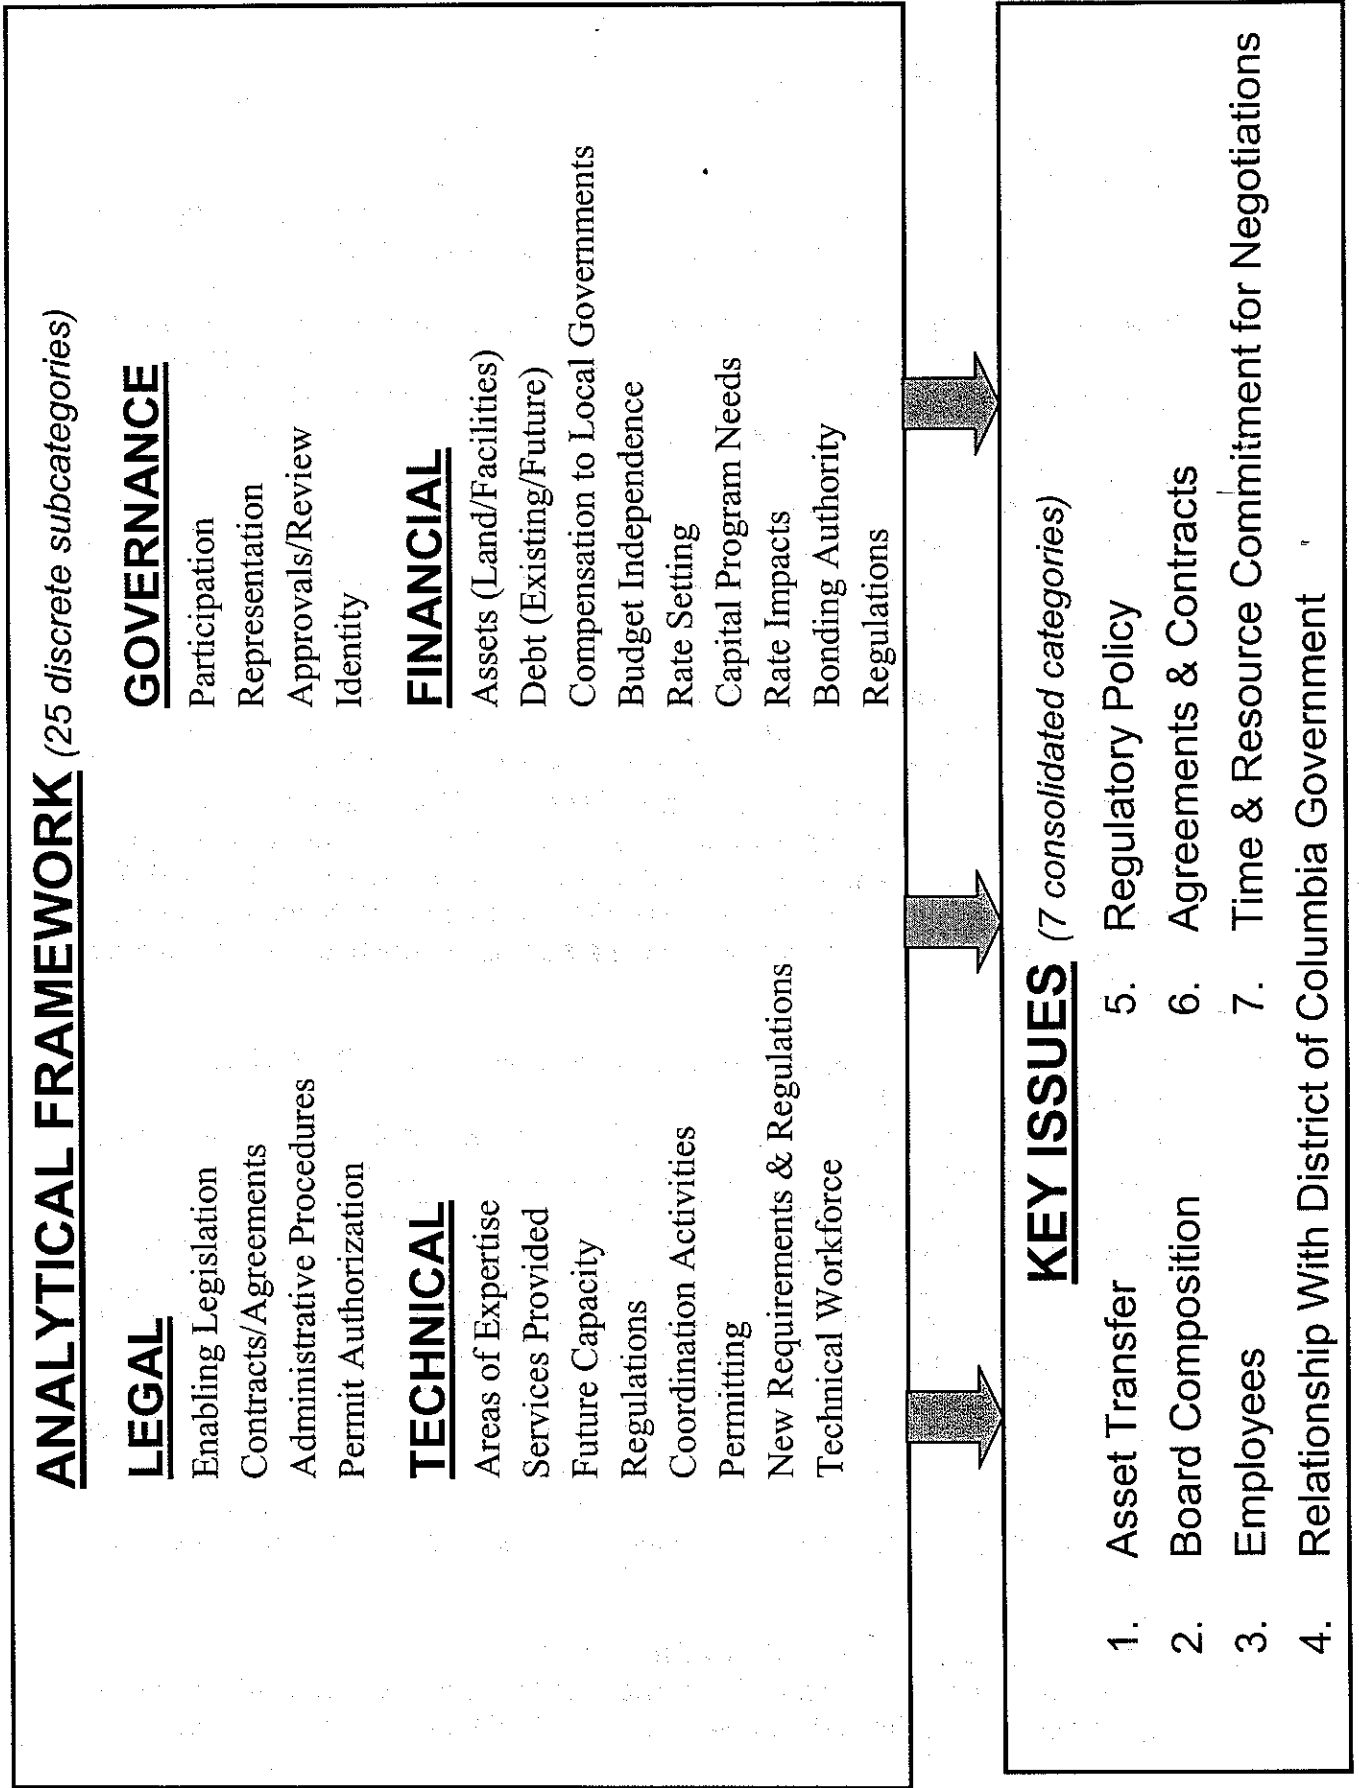 ANALYTICAL FRAMEWORK (25 discrete subcategories)
LEGAL
Enabling Legislation
Contracts/Agreements
Administrative Procedures
Permit Authorization
TECHNICAL
Areas of Expertise
Services Provided
Future Capacity
Regulations
Coordination Activities
Permitting
New Requirements & Regulations
Technical Workforce
GOVERNANCE
Participation
Representation
Approvals/Review
Identity
FINANCIAL
Assets (Land/Facilities)
Debt (Existing/Future)
Compensation to Local Governments
Budget Independence
Rate Setting
Capital Program Needs
Rate Impacts
Bonding Authority
Regulations
KEY ISSUES (7 consolidated categories)
1. Asset Transfer
2. Board Composition
3. Employees
4. Relationship With District of Columbia Government
5. Regulatory Policy
6. Agreements & Contracts
7. Time & Resource Commitment for Negotiations